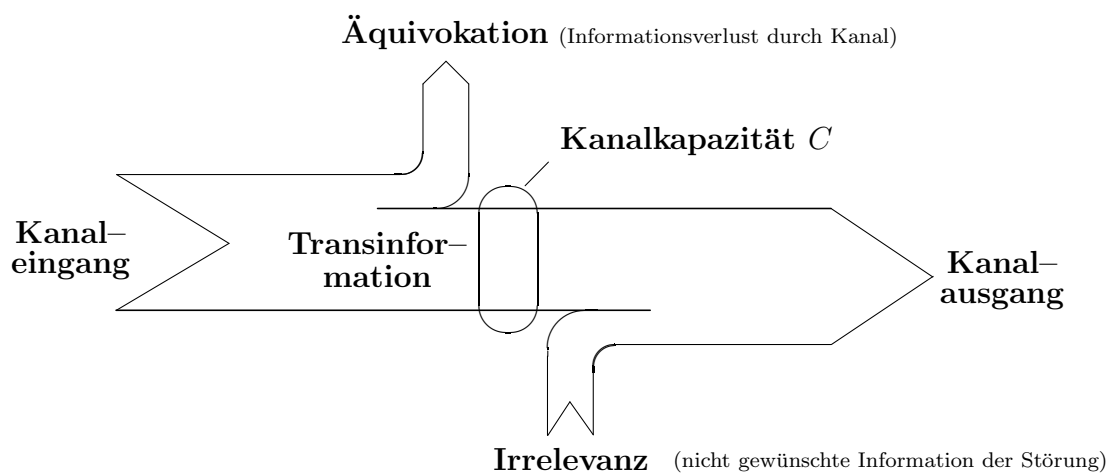 Äquivokation (Informationsverlust durch Kanal)
Kanalkapazität C
Kanal–
eingang
Transinfor–
mation
Kanal–
ausgang
Irrelevanz (nicht gewünschte Information der Störung)